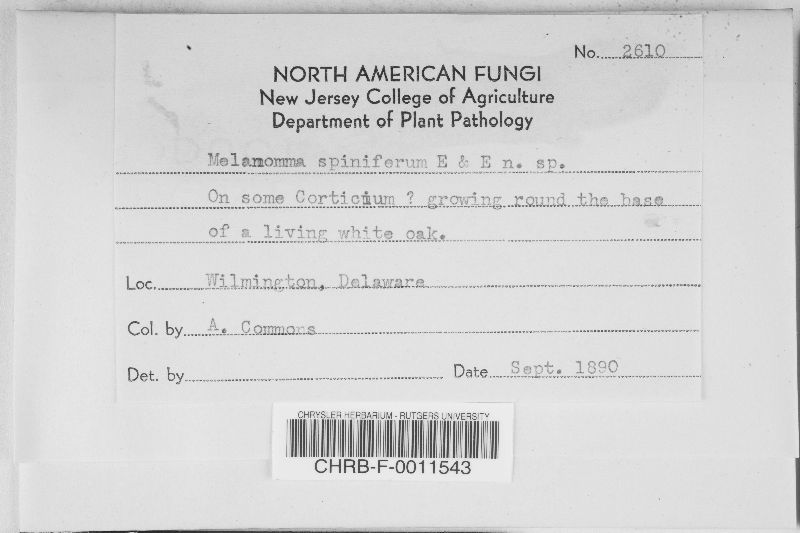 No. 2610
NORTH AMERICAN FUNGI
New Jersey College of Agriculture
Department of Plant Pathology
Melanomma spiniferum E & E n. sp.
On some Corticium ? growing round the base
of a living white oak.
Loc. Wilmington, Delaware
Col. by A. Commons
Det. by
Date Sept. 1890
CHRYSLER HERBARIUM - RUTGERS UNIVERSITY
CHRB-F-0011543